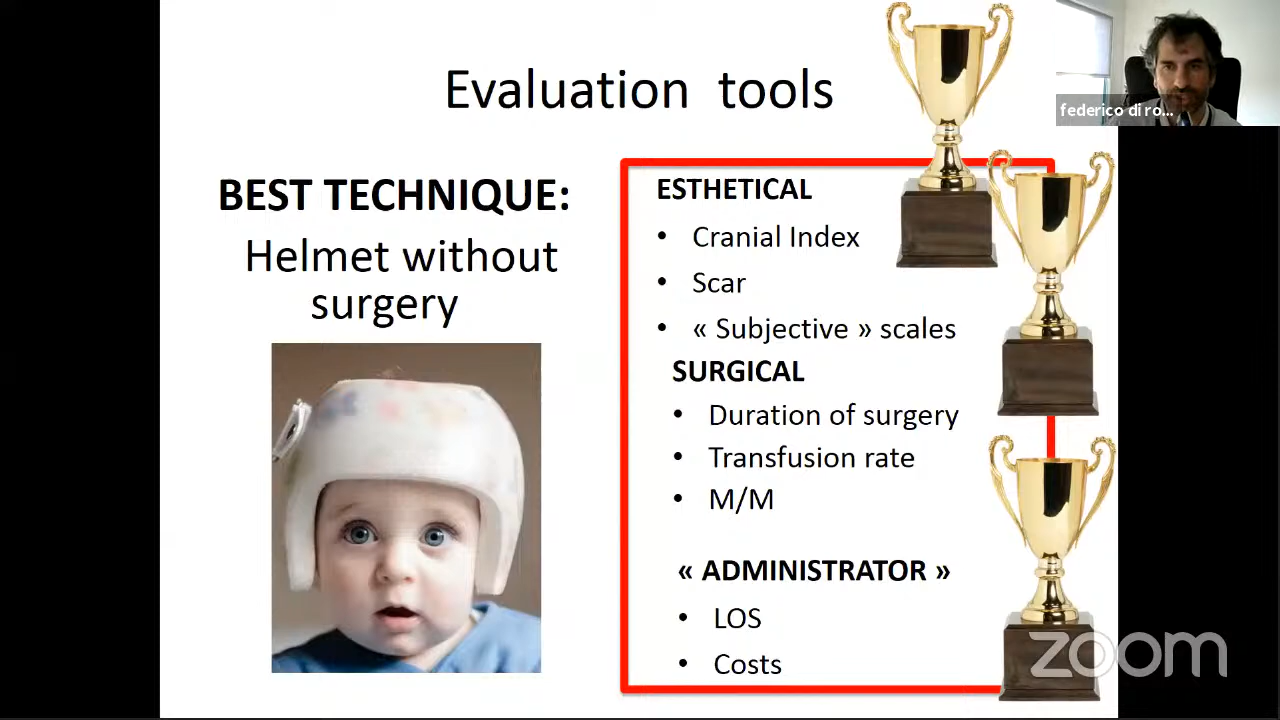 Evaluation tools
federico di ro...
BEST TECHNIQUE:
Helmet without
surgery
ESTHETICAL
• Cranial Index
• Scar
• « Subjective » scales
SURGICAL
• Duration of surgery
• Transfusion rate
• M/M
« ADMINISTRATOR »
• LOS
• Costs
zoom